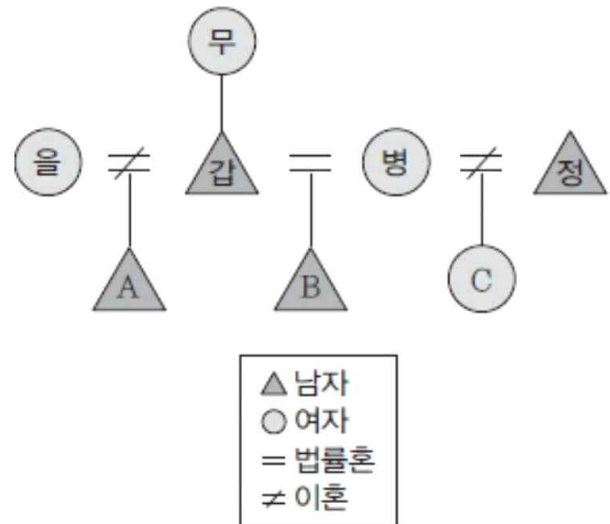 무
을 갑 병 정
A B C
△ 남자
○ 여자
= 법률혼
≠ 이혼